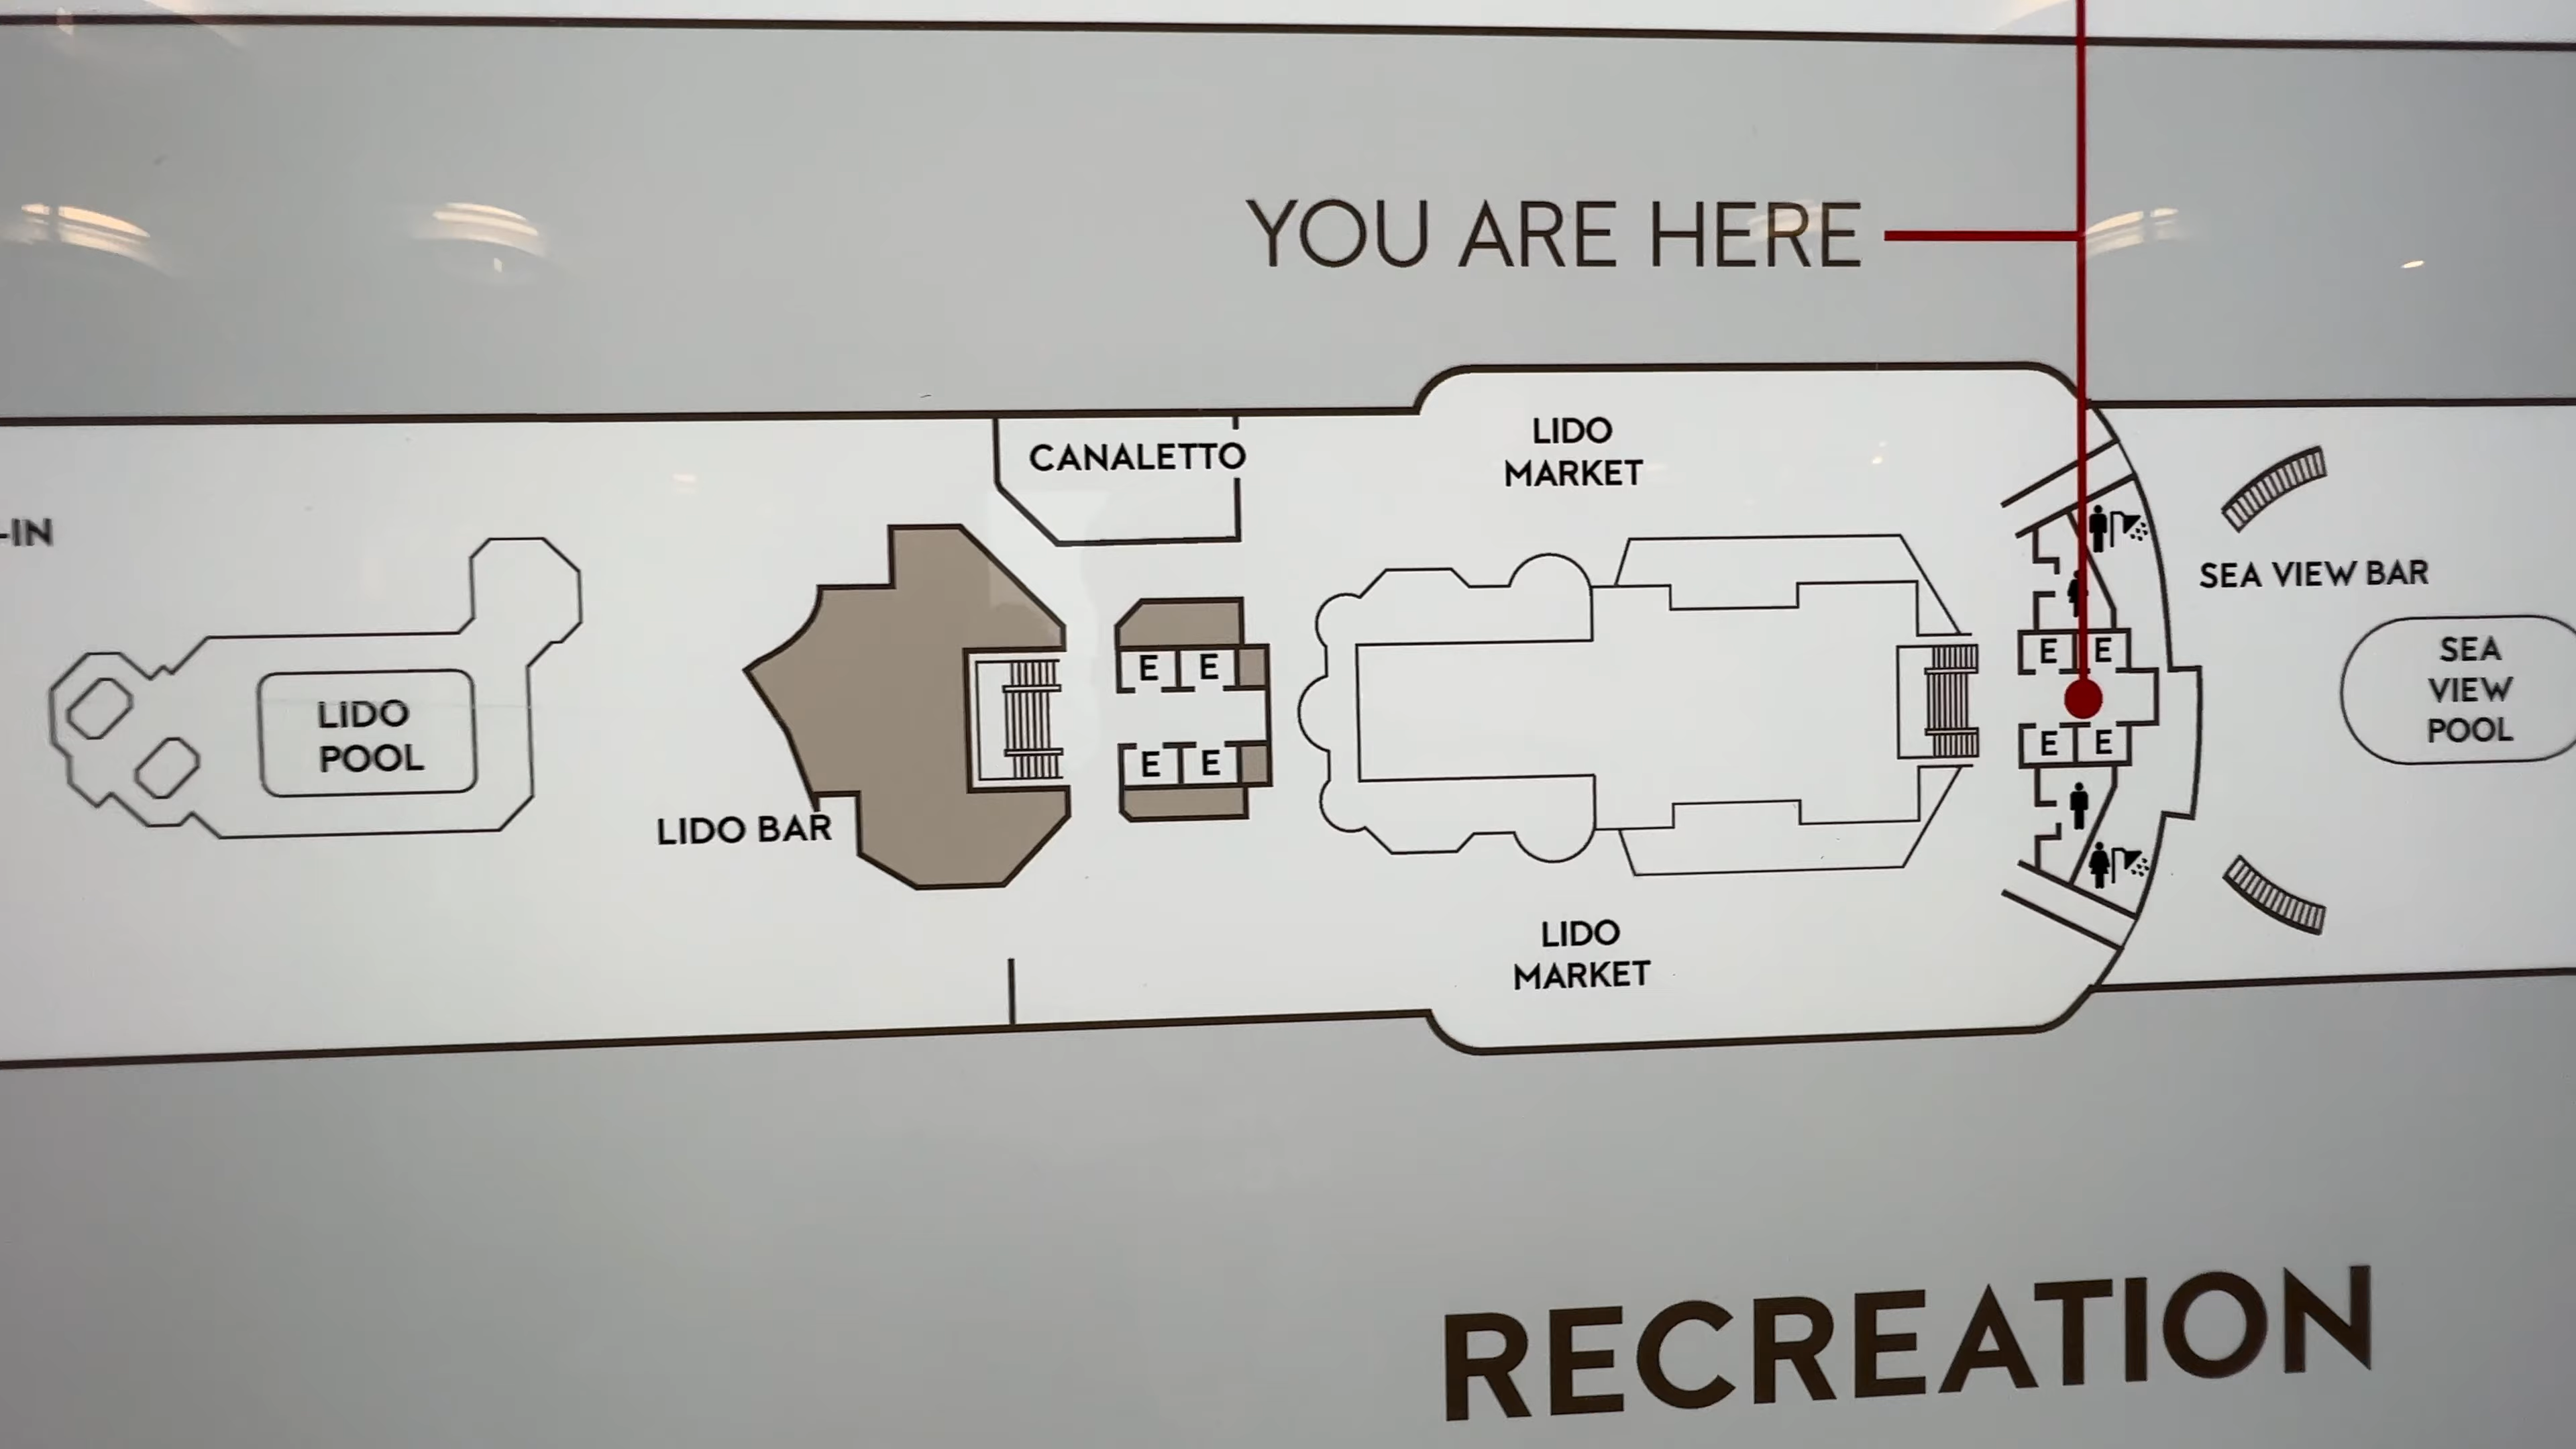 YOU ARE HERE
CANALETTO
LIDO
MARKET
-IN
SEA VIEW BAR
E E
E E
SEA
VIEW
POOL
LIDO
POOL
E E
E E
LIDO BAR
LIDO
MARKET
RECREATION